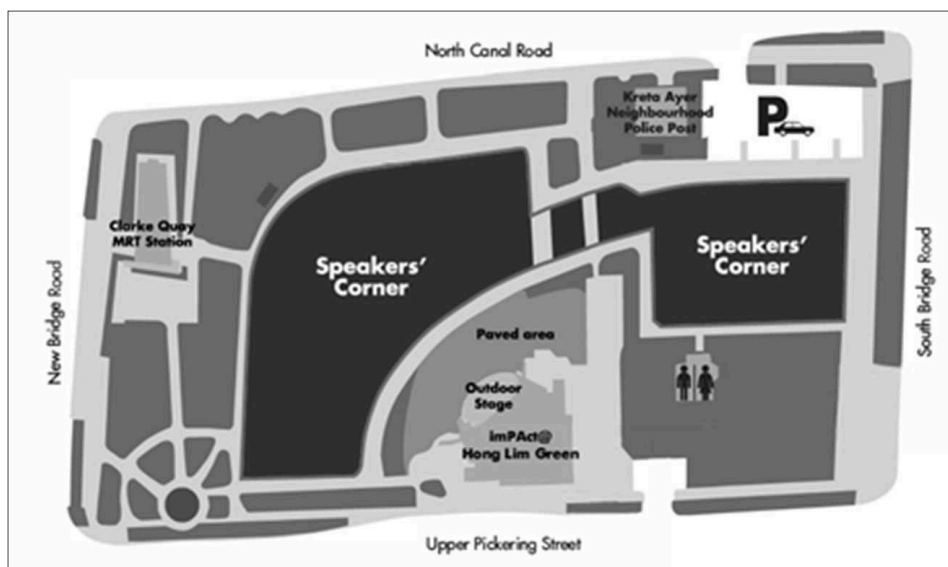 North Canal Road
Kreta Ayer
Neighbourhood
Police Post
P
Clarke Quay
MRT Station
Speakers'
Corner
Speakers'
Corner
New Bridge Road
South Bridge Road
Paved area
Outdoor
Stage
imPAct@
Hong Lim Green
Upper Pickering Street